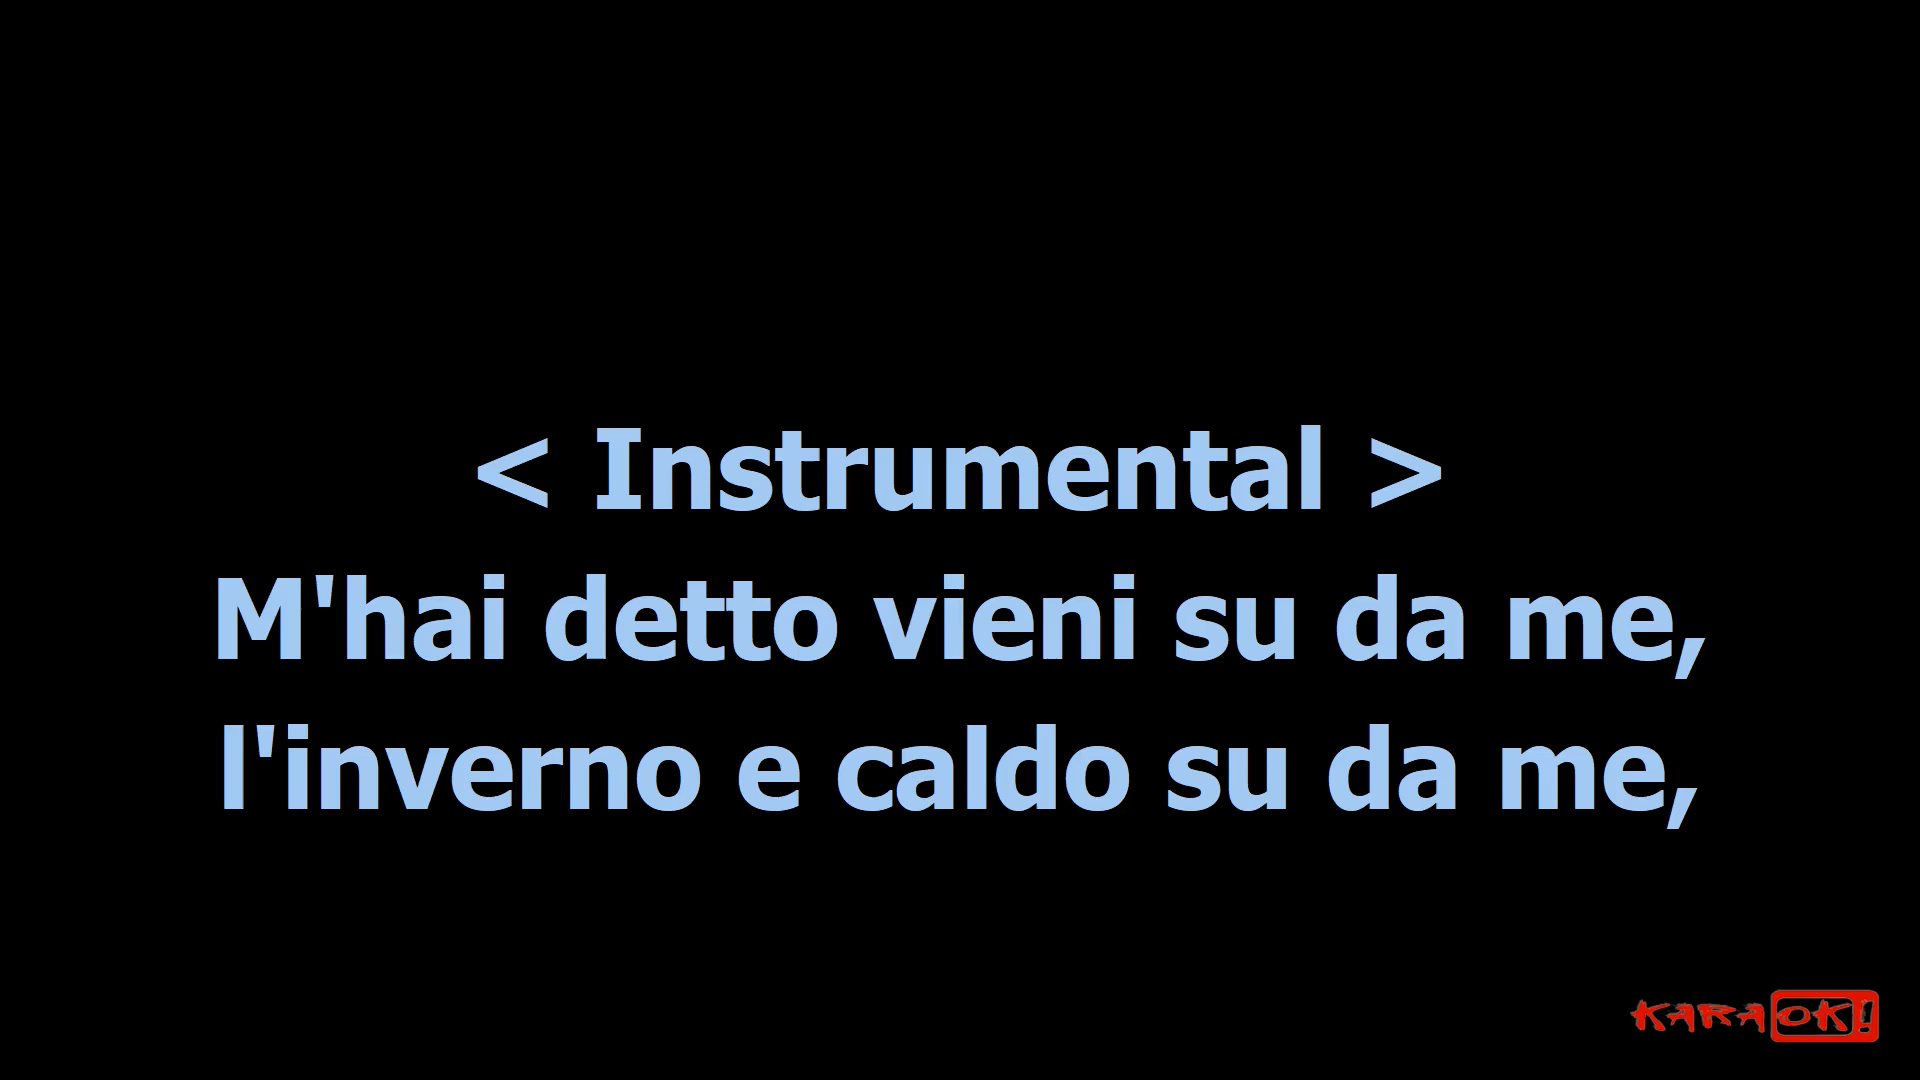 < Instrumental >
M'hai detto vieni su da me,
l'inverno e caldo su da me,
KARAOK!